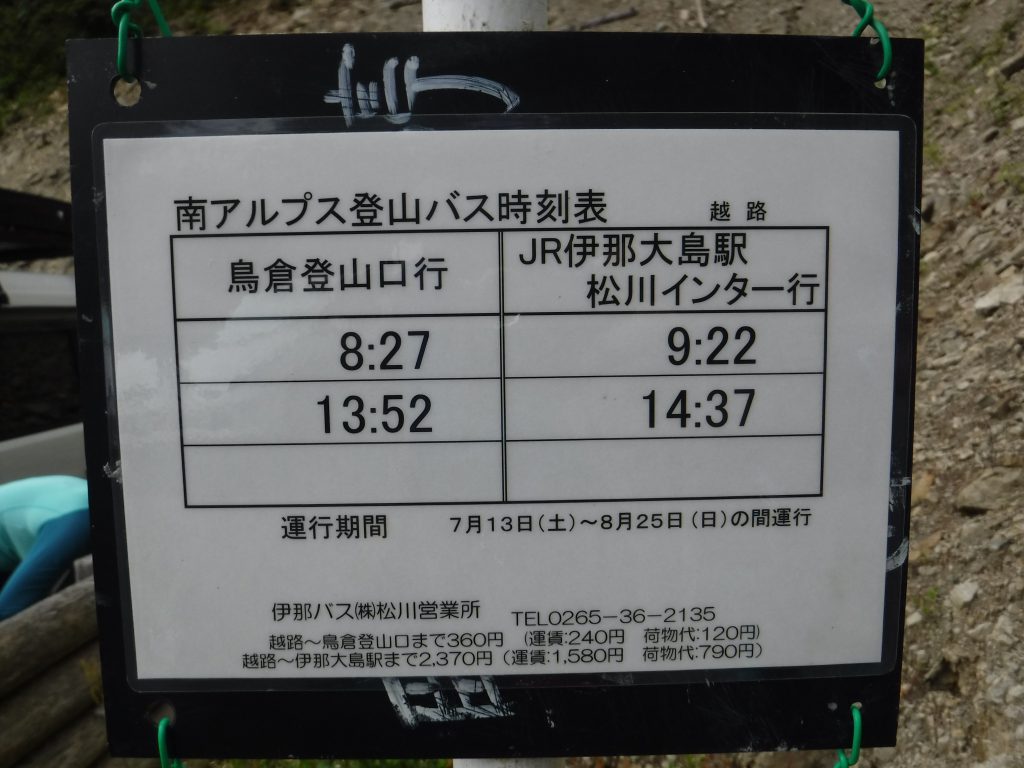 南アルプス登山バス時刻表 越路
鳥倉登山口行
JR伊那大島駅
松川インター行
8:27 9:22
13:52 14:37
運行期間 7月13日(土)~8月25日(日)の間運行
伊那バス㈱松川営業所 TEL0265-36-2135
越路~鳥倉登山口まで360円 (運賃:240円 荷物代:120円)
越路~伊那大島駅まで2,370円 (運賃:1,580円 荷物代:790円)